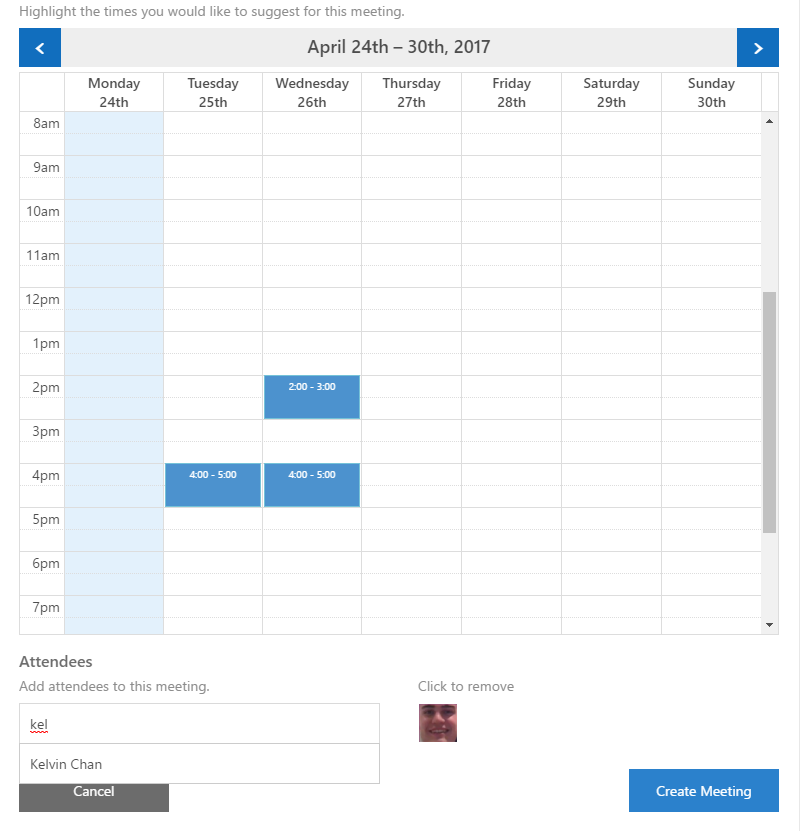 Highlight the times you would like to suggest for this meeting.
April 24th – 30th, 2017
Monday Tuesday Wednesday Thursday Friday Saturday Sunday
24th 25th 26th 27th 28th 29th 30th
8am
9am
10am
11am
12pm
1pm
2pm 2:00 - 3:00
3pm
4pm 4:00 - 5:00 4:00 - 5:00
5pm
6pm
7pm
Attendees
Add attendees to this meeting. Click to remove
kel
Kelvin Chan
Cancel Create Meeting